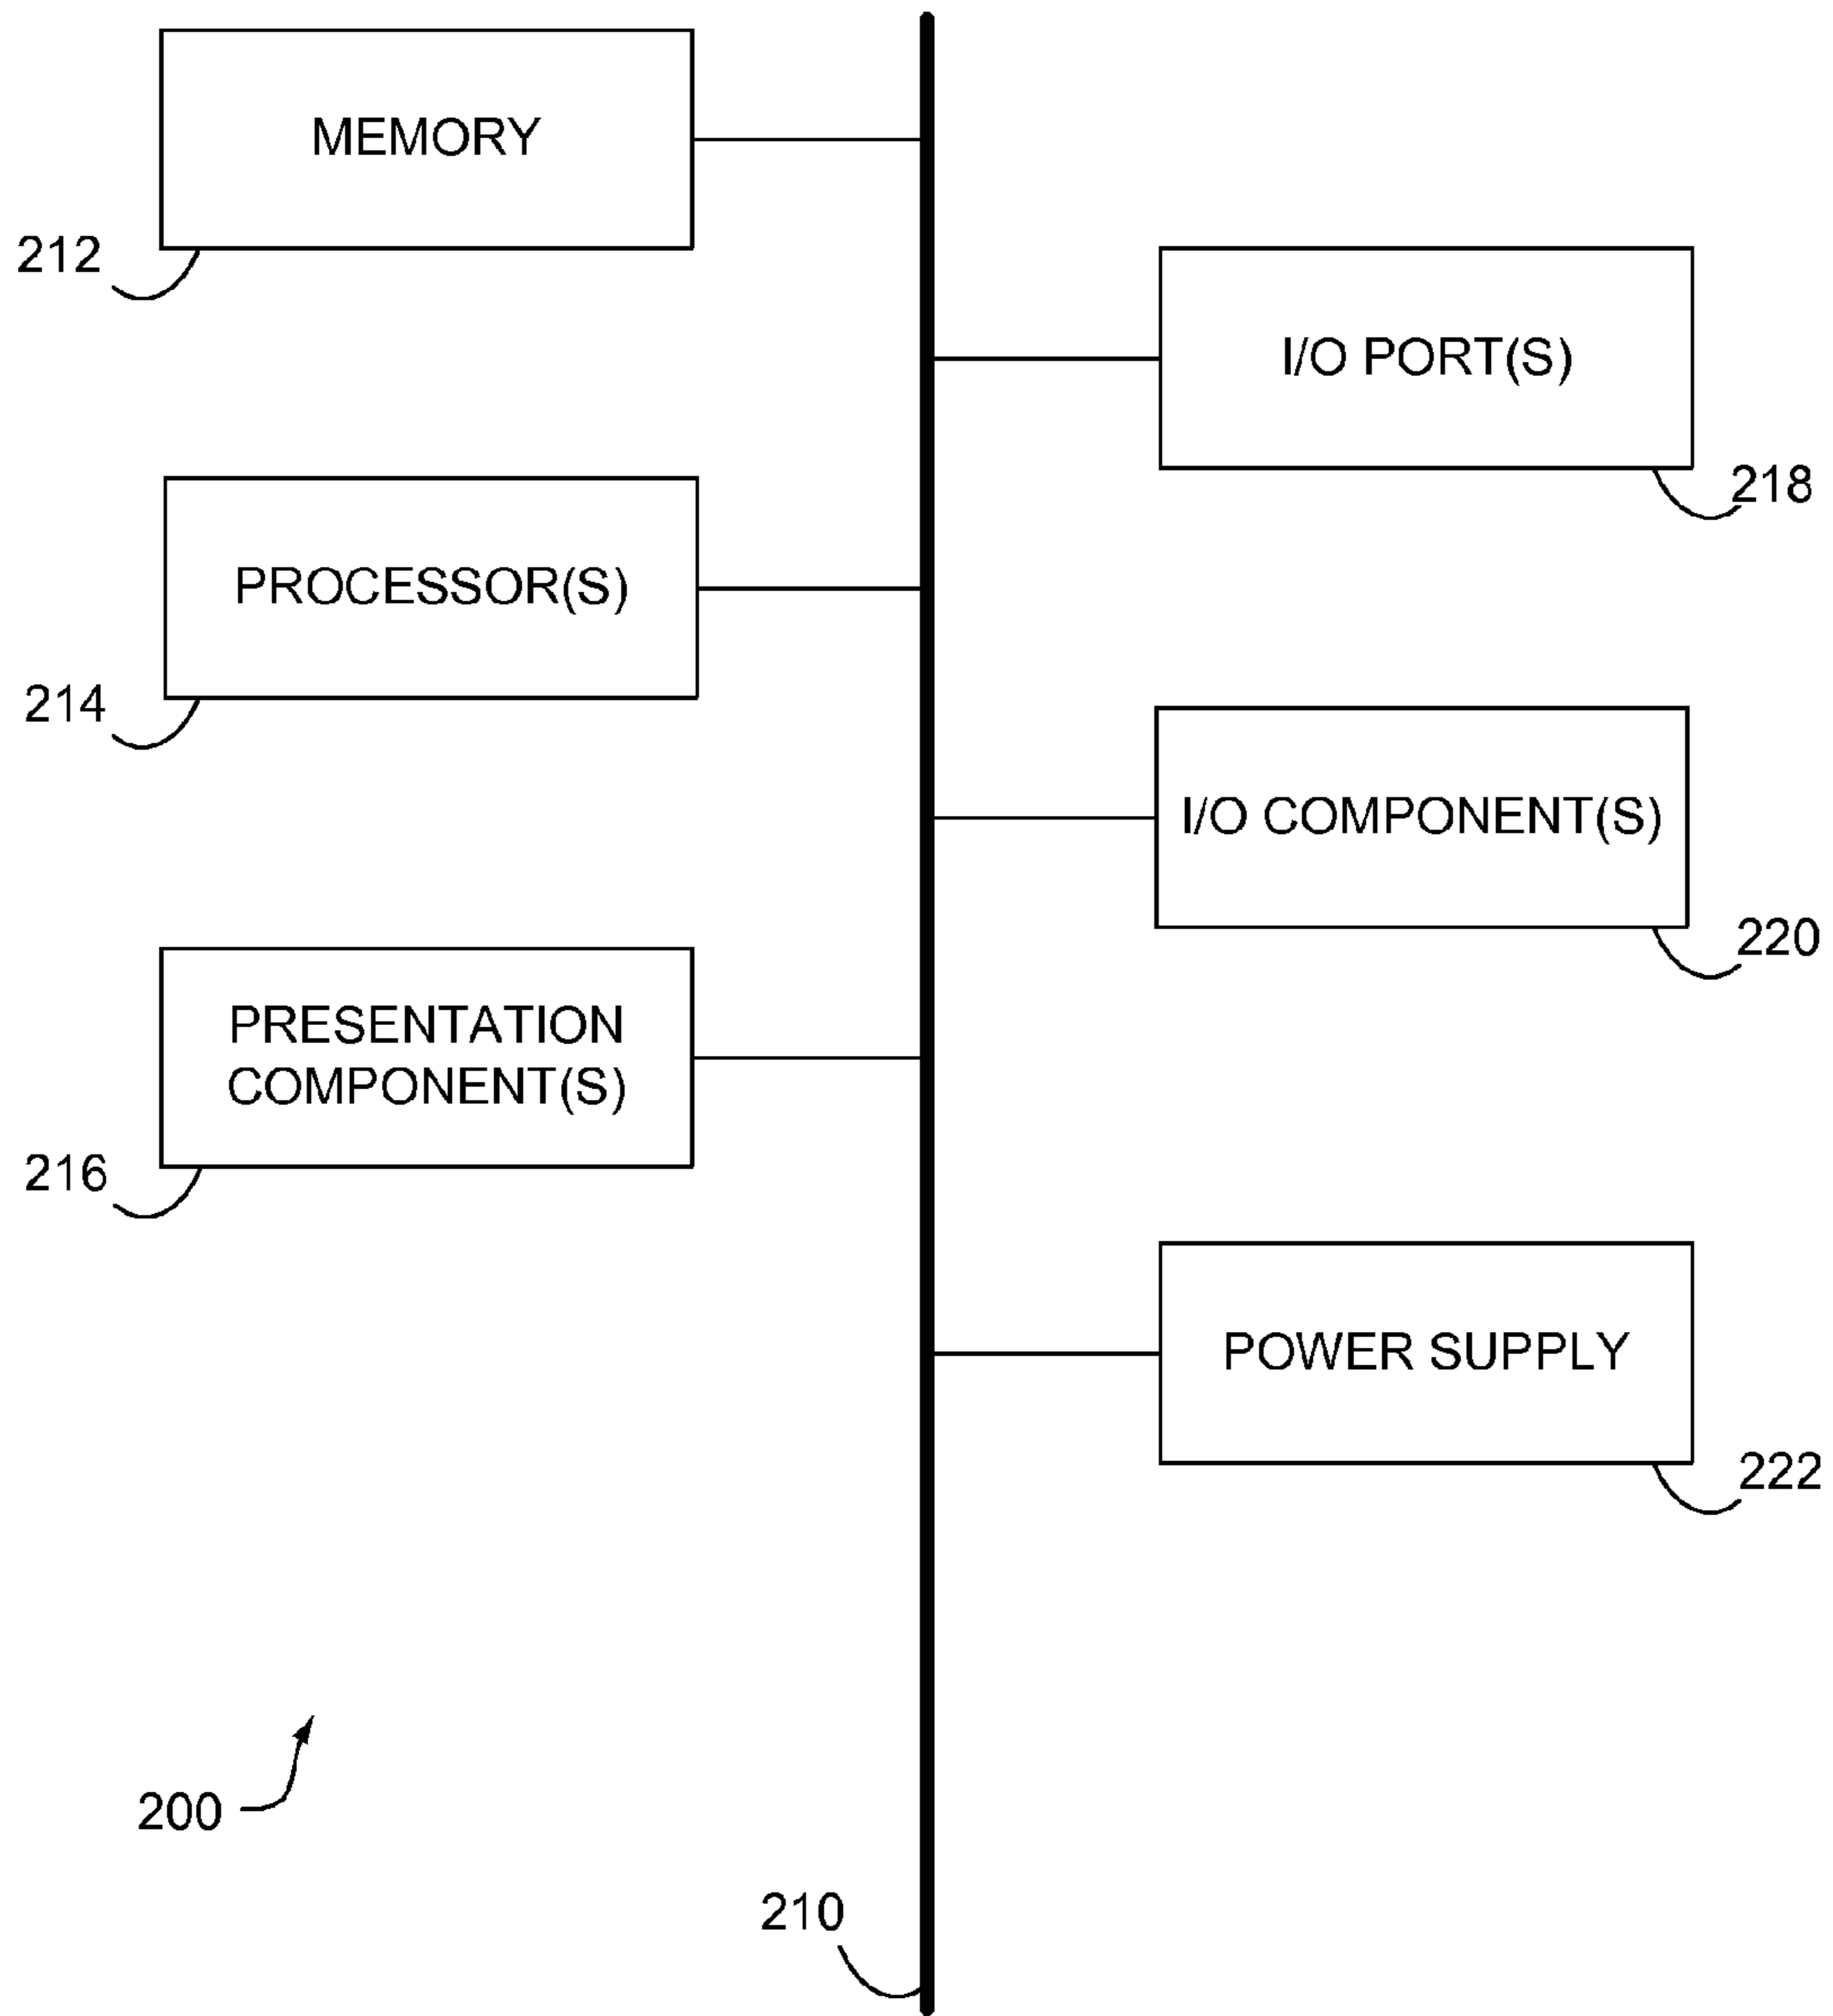 MEMORY
212
I/O PORT(S)
218
PROCESSOR(S)
214
I/O COMPONENT(S)
220
PRESENTATION
COMPONENT(S)
216
POWER SUPPLY
222
200
210